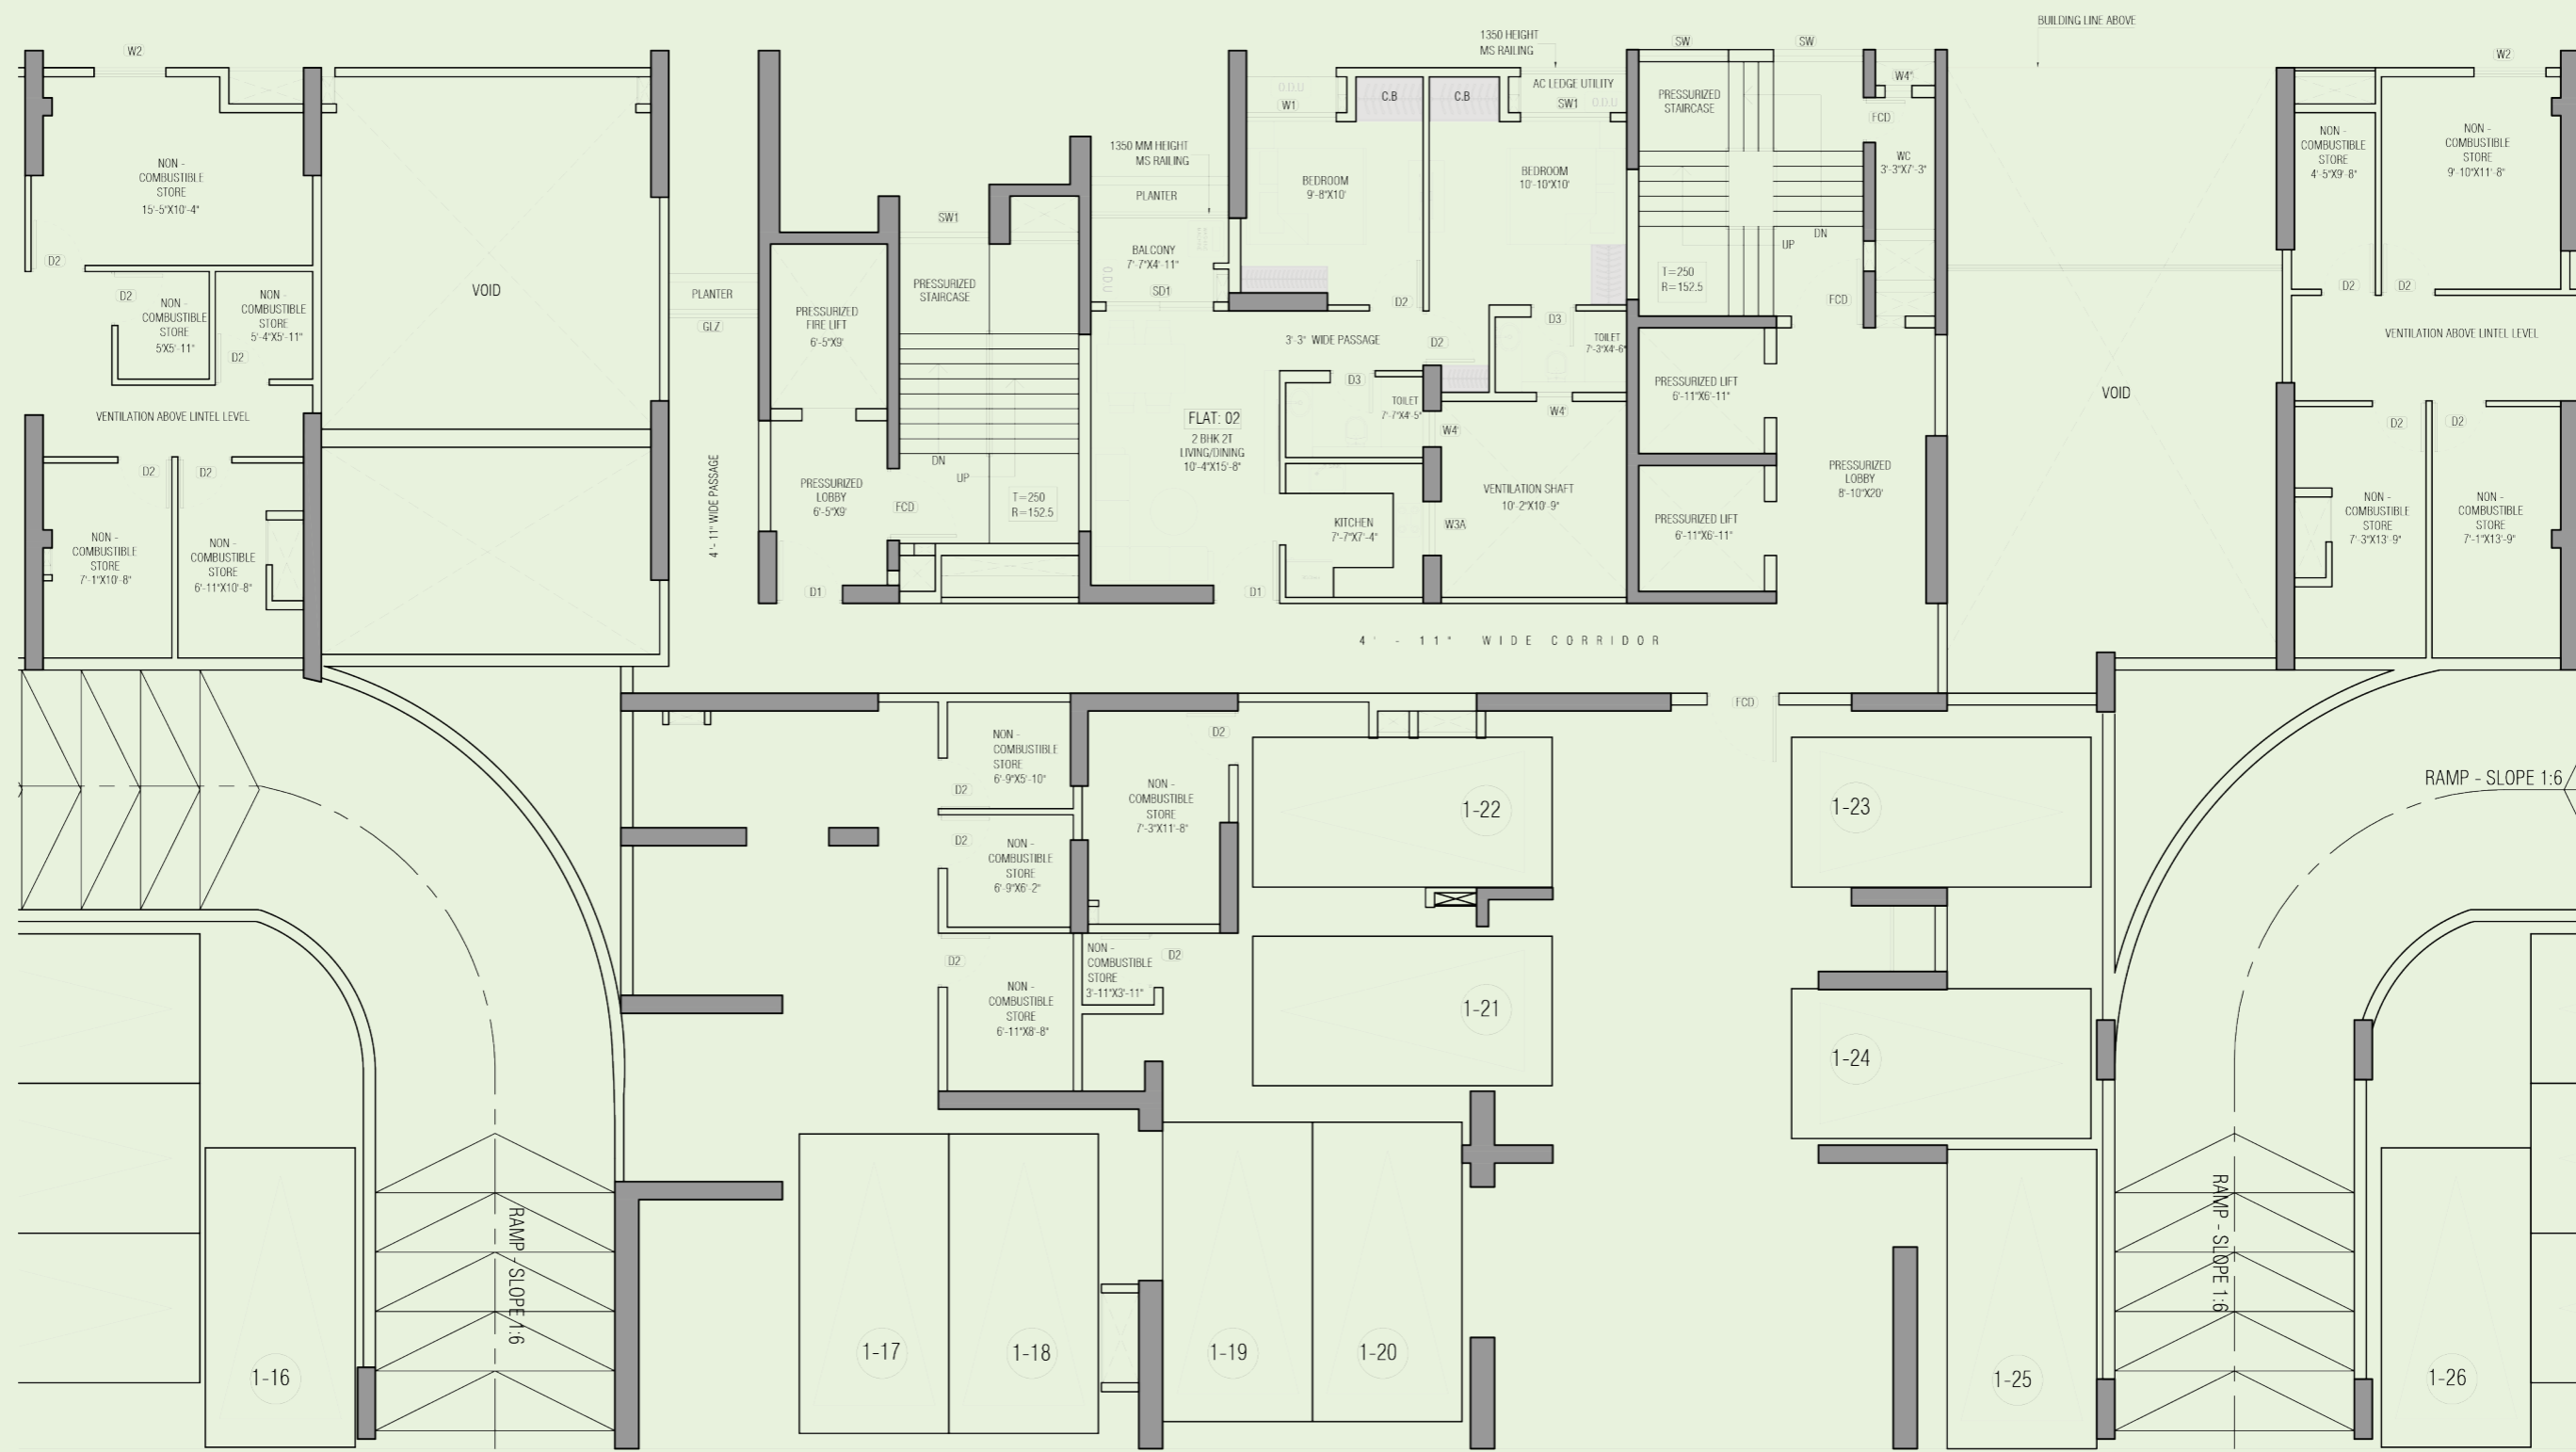 BUILDING LINE ABOVE
1350 HEIGHT
MS RAILING
W2
SW
SW
W2
W4'
O.D.U
W1
C.B
C.B
AC LEDGE UTILITY
SW1
O.D.U
PRESSURIZED
STAIRCASE
FCD
1350 MM HEIGHT
MS RAILING
PLANTER
NON -
COMBUSTIBLE
STORE
15'-5"X10'-4"
BEDROOM
9'-8"X10'
BEDROOM
10'-10"X10'
WC
3'-3"X7'-3"
NON -
COMBUSTIBLE
STORE
4'-5"X9'-8"
NON -
COMBUSTIBLE
STORE
9'-10"X11'-8"
SW1
DN
UP
D2
BALCONY
7'-7"X4'-11"
O.D.U
SD1
T=250
R=152.5
D2
NON -
COMBUSTIBLE
STORE
5'X5'-11"
NON -
COMBUSTIBLE
STORE
5'-4"X5'-11"
D2
VOID
PLANTER
GLZ
PRESSURIZED
FIRE LIFT
6'-5"X9'
PRESSURIZED
STAIRCASE
D2
FCD
D2
D2
3'-3" WIDE PASSAGE
D2
D3
TOILET
7'-3"X4'-6"
VENTILATION ABOVE LINTEL LEVEL
VENTILATION ABOVE LINTEL LEVEL
D3
TOILET
7'-7"X4'-5"
W4'
W4'
PRESSURIZED LIFT
6'-11"X6'-11"
VOID
FLAT: 02
2 BHK 2T
LIVING/DINING
10'-4"X15'-8"
D2
D2
D2
D2
4'- 11" WIDE PASSAGE
PRESSURIZED
LOBBY
6'-5"X9'
DN
UP
FCD
T=250
R=152.5
KITCHEN
7'-7"X7'-4"
W3A
VENTILATION SHAFT
10'-2"X10'-9"
PRESSURIZED LIFT
6'-11"X6'-11"
PRESSURIZED
LOBBY
8'-10"X20'
NON -
COMBUSTIBLE
STORE
7'-1"X10'-8"
NON -
COMBUSTIBLE
STORE
6'-11"X10'-8"
NON -
COMBUSTIBLE
STORE
7'-3"X13'-9"
NON -
COMBUSTIBLE
STORE
7'-1"X13'-9"
D1
D1
4' - 11" WIDE CORRIDOR
FCD
NON -
COMBUSTIBLE
STORE
6'-9"X5'-10"
D2
D2
NON -
COMBUSTIBLE
STORE
7'-3"X11'-8"
1-22
1-23
RAMP - SLOPE 1:6
D2
NON -
COMBUSTIBLE
STORE
6'-9"X6'-2"
D2
NON -
COMBUSTIBLE
STORE
3'-11"X3'-11"
D2
NON -
COMBUSTIBLE
STORE
6'-11"X8'-8"
1-21
1-24
RAMP - SLOPE 1:6
RAMP - SLOPE 1:6
1-16
1-17
1-18
1-19
1-20
1-25
1-26